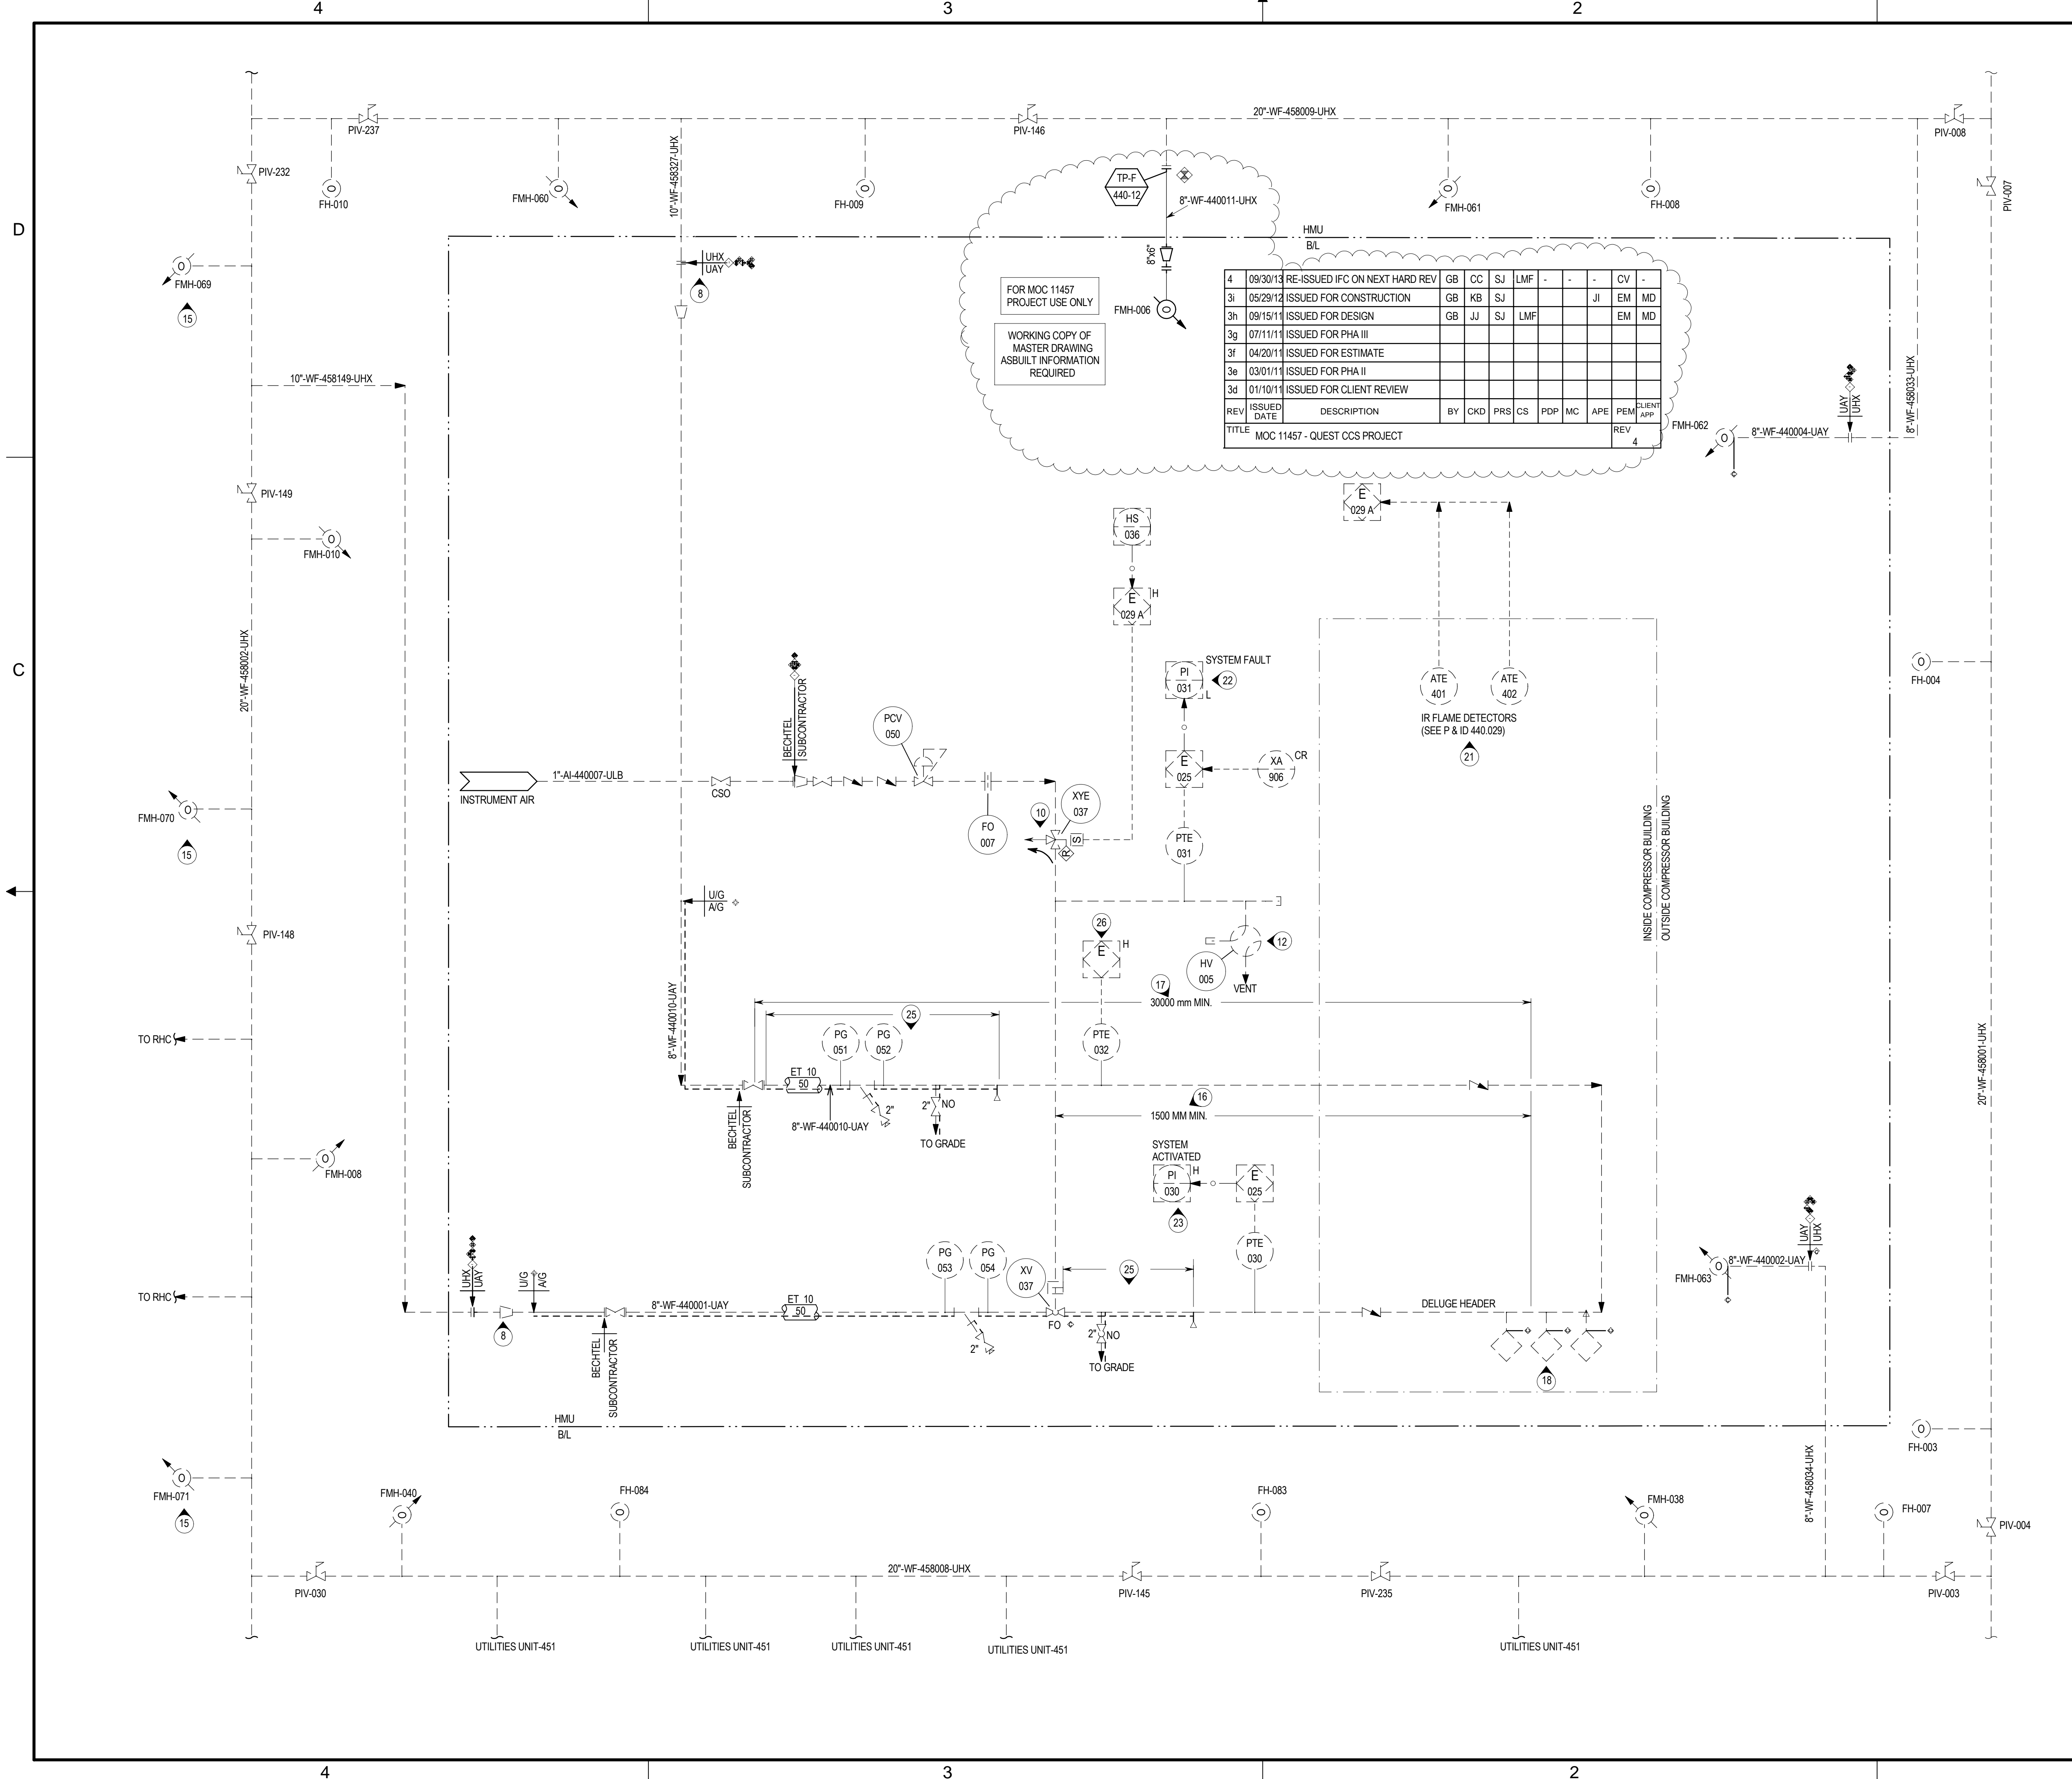 4
3
2
20"-WF-458009-UHX
PIV-237
PIV-146
PIV-008
10"-WF-458327-UHX
PIV-232
FH-010
FMH-060
FH-009
TP-F
440-12
8"-WF-440011-UHX
FMH-061
FH-008
PIV-007
D
HMU
B/L
8"x6"
UHX
UAY
8
FMH-069
15
FOR MOC 11457
PROJECT USE ONLY
FMH-006
WORKING COPY OF
MASTER DRAWING
ASBUILT INFORMATION
REQUIRED
4 09/30/13 RE-ISSUED IFC ON NEXT HARD REV GB CC SJ LMF - - - CV -
3i 05/29/12 ISSUED FOR CONSTRUCTION GB KB SJ JI EM MD
3h 09/15/11 ISSUED FOR DESIGN GB JJ SJ LMF EM MD
3g 07/11/11 ISSUED FOR PHA III
3f 04/20/11 ISSUED FOR ESTIMATE
3e 03/01/11 ISSUED FOR PHA II
3d 01/10/11 ISSUED FOR CLIENT REVIEW
REV ISSUED DATE DESCRIPTION BY CKD PRS CS PDP MC APE PEM CLIENT APP
TITLE MOC 11457 - QUEST CCS PROJECT REV 4
10"-WF-458149-UHX
UAY
UHX
8"-WF-458033-UHX
FMH-062
8"-WF-440004-UAY
PIV-149
FMH-010
E
029 A
HS
036
E
029 A
H
20"-WF-458002-UHX
C
SYSTEM FAULT
PI
031
L
22
ATE
401
ATE
402
FH-004
IR FLAME DETECTORS
(SEE P & ID 440.029)
21
BECHTEL
SUBCONTRACTOR
PCV
050
E
025
XA
906
CR
1"-AI-440007-ULB
INSTRUMENT AIR
CSO
FO
007
10
XYE
037
S
R
PTE
031
FMH-070
15
INSIDE COMPRESSOR BUILDING
OUTSIDE COMPRESSOR BUILDING
U/G
A/G
PIV-148
26
E
H
12
HV
005
VENT
17
30000 mm MIN.
8"-WF-440010-UAY
25
PG
051
PG
052
PTE
032
TO RHC
20"-WF-458001-UHX
ET 10
50
2"
2"
NO
8"-WF-440010-UAY
TO GRADE
BECHTEL
SUBCONTRACTOR
16
1500 MM MIN.
SYSTEM
ACTIVATED
PI
030
H
E
025
23
FMH-008
UAY
UHX
PTE
030
PG
053
PG
054
XV
037
25
UHX
UAY
U/G
A/G
FMH-063
8"-WF-440002-UAY
TO RHC
8"-WF-440001-UAY
ET 10
50
DELUGE HEADER
8
FO
2"
2"
NO
TO GRADE
BECHTEL
SUBCONTRACTOR
18
HMU
B/L
FH-003
FMH-071
15
FMH-040
FH-084
FH-083
FMH-038
8"-WF-458034-UHX
FH-007
PIV-004
20"-WF-458008-UHX
PIV-030
PIV-145
PIV-235
PIV-003
UTILITIES UNIT-451
UTILITIES UNIT-451
UTILITIES UNIT-451
UTILITIES UNIT-451
UTILITIES UNIT-451
4
3
2